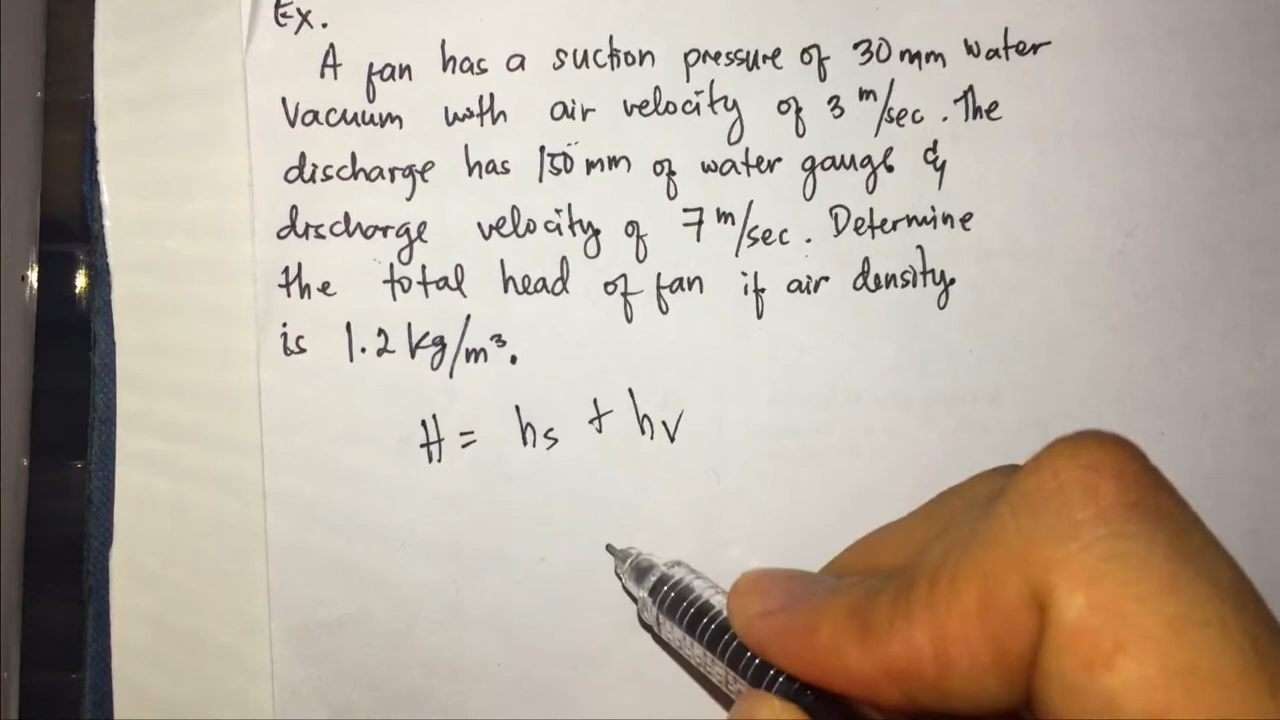 Ex.
A fan has a suction pressure of 30 mm water
vacuum with air velocity of 3 m/sec. The
discharge has 150 mm of water gauge &
discharge velocity of 7 m/sec. Determine
the total head of fan if air density
is 1.2 kg/m³.
H = hs + hv